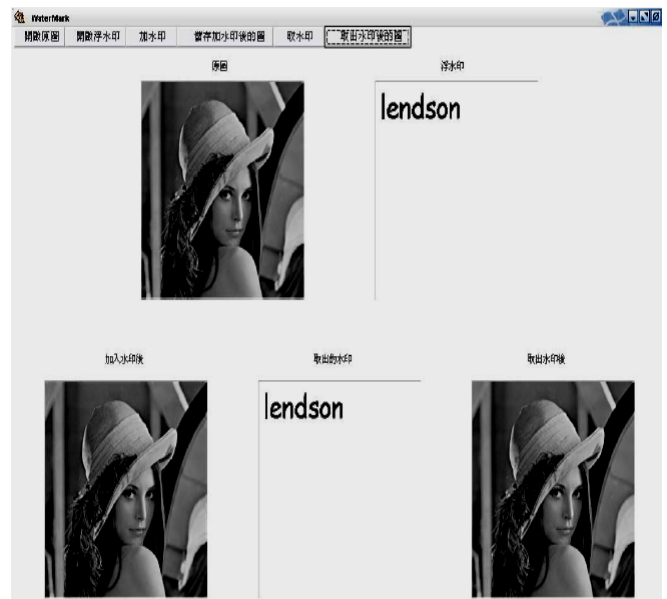 WaterMark
開啟原圖 開啟浮水印 加水印 儲存加水印後的圖 取水印 取出水印後的圖
原圖 浮水印
lendson
加入水印後 取出的水印 取出水印後
lendson